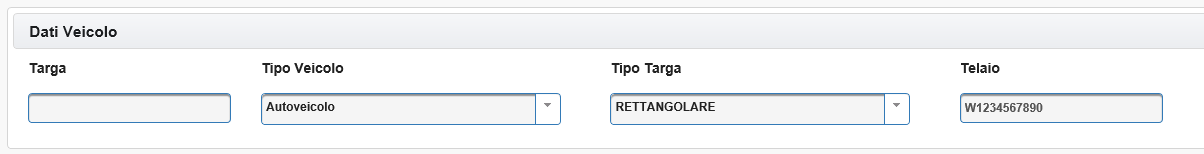 Dati Veicolo
Targa Tipo Veicolo Tipo Targa Telaio
Autoveicolo RETTANGOLARE W1234567890